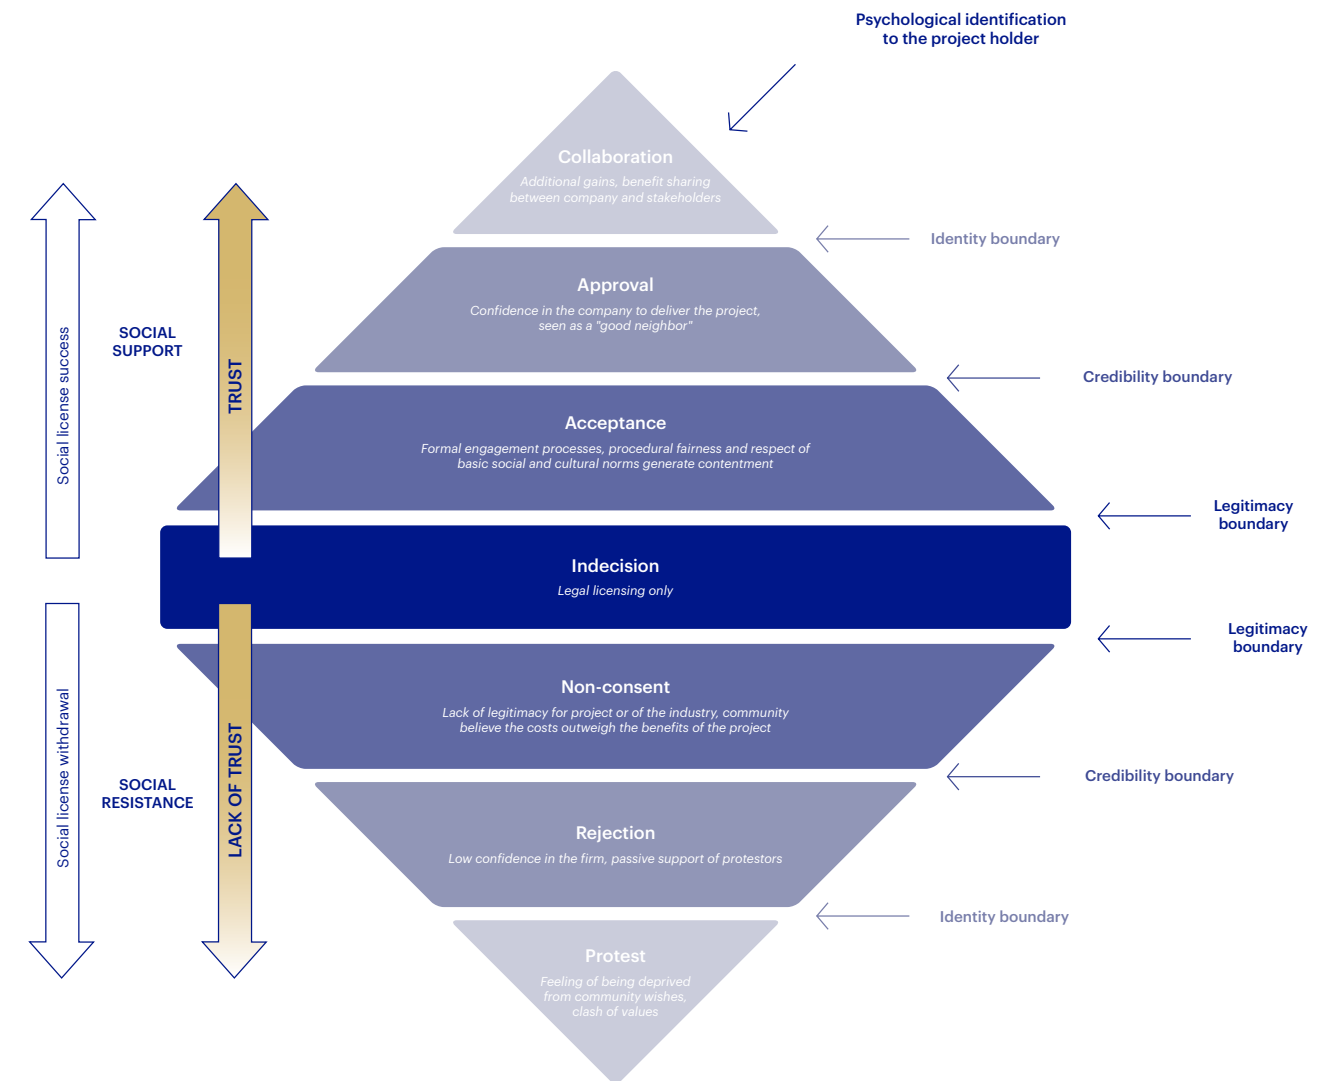 Psychological identification
to the project holder
Collaboration
Additional gains, benefit sharing
between company and stakeholders
Identity boundary
Approval
Confidence in the company to deliver the project,
seen as a "good neighbor"
Credibility boundary
Acceptance
Formal engagement processes, procedural fairness and respect of
basic social and cultural norms generate contentment
Legitimacy
boundary
Social license success
SOCIAL
SUPPORT
TRUST
Indecision
Legal licensing only
Legitimacy
boundary
Non-consent
Lack of legitimacy for project or of the industry, community
believe the costs outweigh the benefits of the project
Credibility boundary
Social license withdrawal
SOCIAL
RESISTANCE
LACK OF TRUST
Rejection
Low confidence in the firm, passive support of protestors
Identity boundary
Protest
Feeling of being deprived
from community wishes,
clash of values